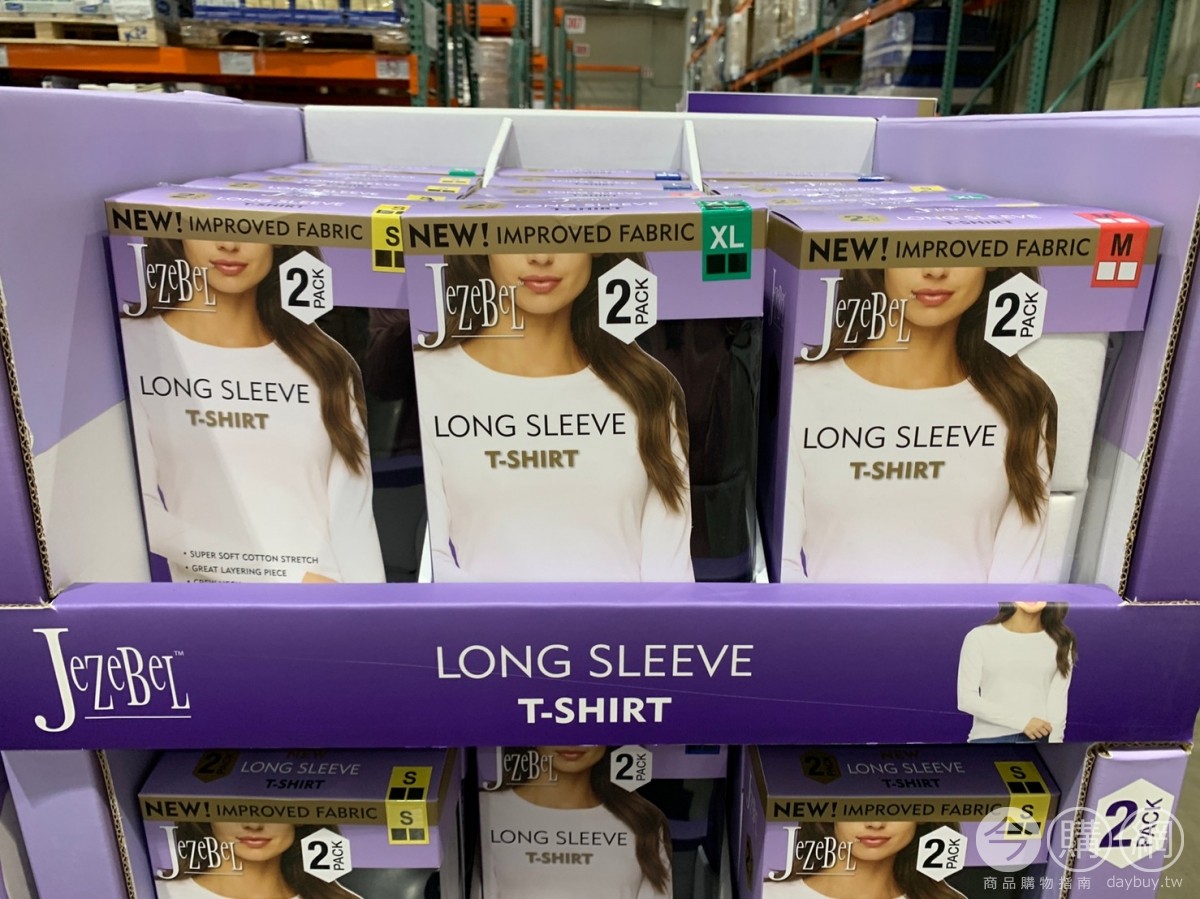 NEW! IMPROVED FABRIC S
JEZEBEL
2 PACK
LONG SLEEVE
T-SHIRT
• SUPER SOFT COTTON STRETCH
• GREAT LAYERING PIECE
NEW! IMPROVED FABRIC XL
JEZEBEL
2 PACK
LONG SLEEVE
T-SHIRT
NEW! IMPROVED FABRIC M
JEZEBEL
2 PACK
LONG SLEEVE
T-SHIRT
JEZEBEL™
LONG SLEEVE
T-SHIRT
NEW
LONG SLEEVE
T-SHIRT
S
NEW! IMPROVED FABRIC S
JEZEBEL
2 PACK
JEZEBEL
2 PACK
LONG SLEEVE
T-SHIRT
NEW
LONG SLEEVE
T-SHIRT
S
NEW! IMPROVED FABRIC S
JEZEBEL
2 PACK
2 PACK
今購網
商品購物指南 daybuy.tw